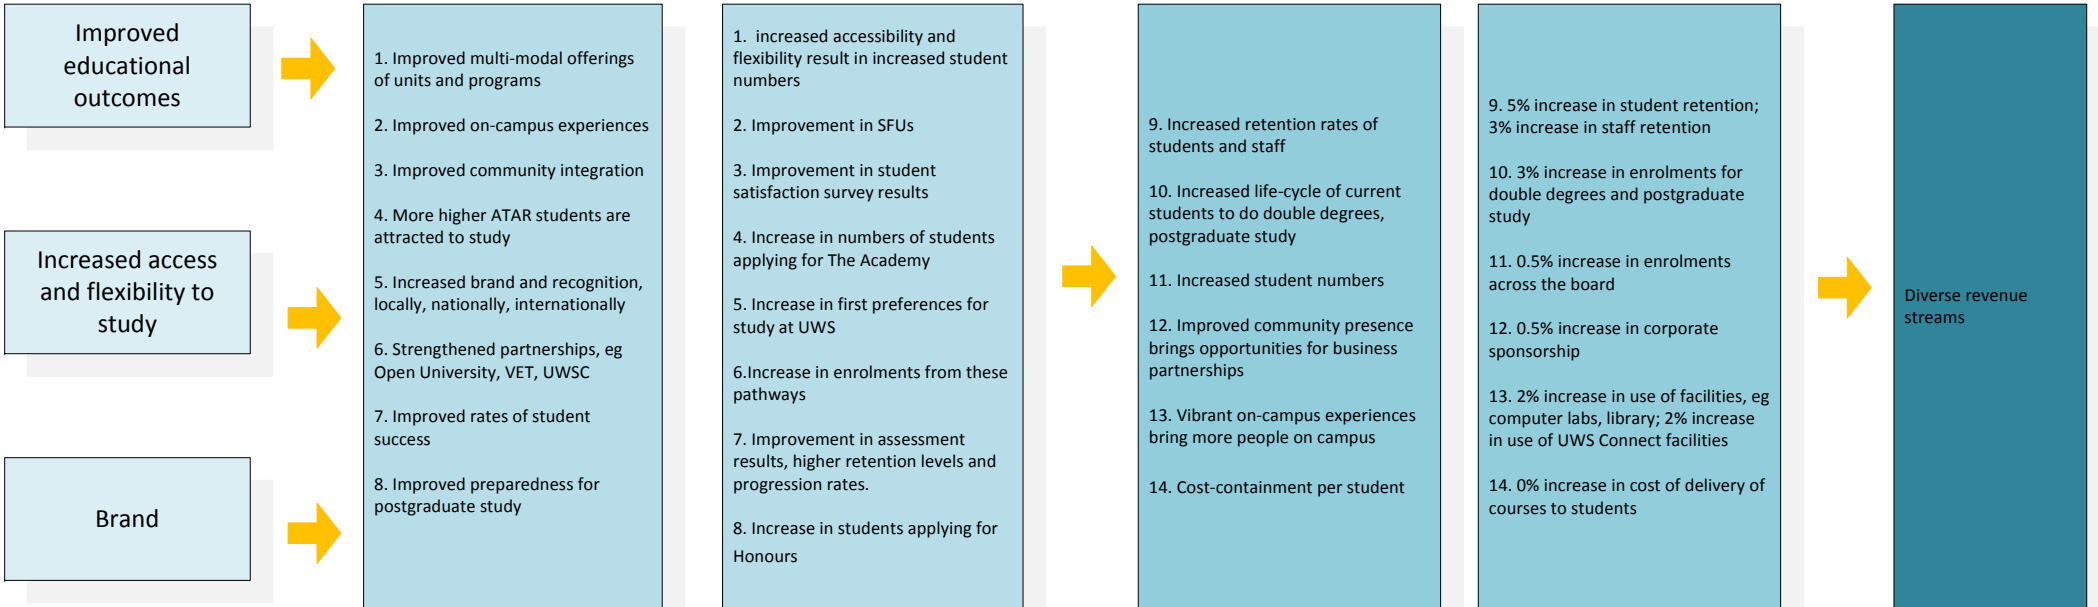 Improved
educational
outcomes
Increased access
and flexibility to
study
Brand
1. Improved multi-modal offerings
of units and programs
2. Improved on-campus experiences
3. Improved community integration
4. More higher ATAR students are
attracted to study
5. Increased brand and recognition,
locally, nationally, internationally
6. Strengthened partnerships, eg
Open University, VET, UWSC
7. Improved rates of student
success
8. Improved preparedness for
postgraduate study
1. increased accessibility and
flexibility result in increased student
numbers
2. Improvement in SFUs
3. Improvement in student
satisfaction survey results
4. Increase in numbers of students
applying for The Academy
5. Increase in first preferences for
study at UWS
6.Increase in enrolments from these
pathways
7. Improvement in assessment
results, higher retention levels and
progression rates.
8. Increase in students applying for
Honours
9. Increased retention rates of
students and staff
10. Increased life-cycle of current
students to do double degrees,
postgraduate study
11. Increased student numbers
12. Improved community presence
brings opportunities for business
partnerships
13. Vibrant on-campus experiences
bring more people on campus
14. Cost-containment per student
9. 5% increase in student retention;
3% increase in staff retention
10. 3% increase in enrolments for
double degrees and postgraduate
study
11. 0.5% increase in enrolments
across the board
12. 0.5% increase in corporate
sponsorship
13. 2% increase in use of facilities, eg
computer labs, library; 2% increase
in use of UWS Connect facilities
14. 0% increase in cost of delivery of
courses to students
Diverse revenue
streams